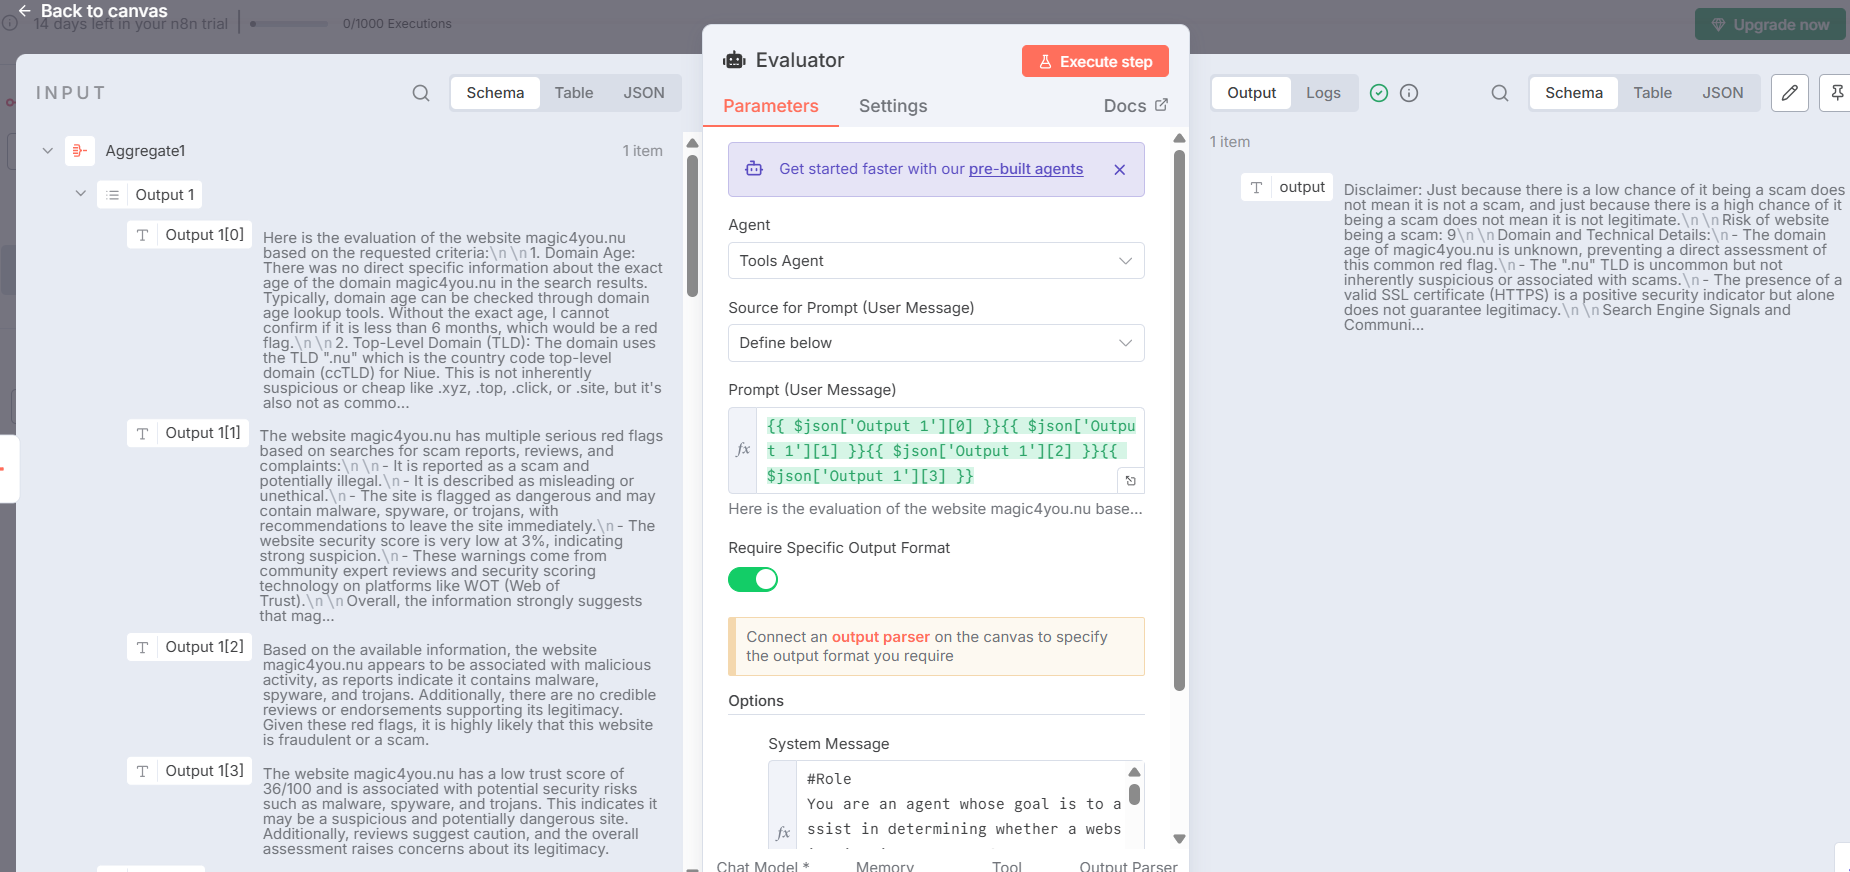 Back to canvas
14 days left in your n8n trial
0/1000 Executions
Upgrade now
INPUT
Schema
Table
JSON
Aggregate1
1 item
Output 1
Output 1[0]
Here is the evaluation of the website magic4you.nu
based on the requested criteria:\n\n1. Domain Age:
There was no direct specific information about the exact
age of the domain magic4you.nu in the search results.
Typically, domain age can be checked through domain
age lookup tools. Without the exact age, I cannot
confirm if it is less than 6 months, which would be a red
flag.\n\n2. Top-Level Domain (TLD): The domain uses
the TLD ".nu" which is the country code top-level
domain (ccTLD) for Niue. This is not inherently
suspicious or cheap like .xyz, .top, .click, or .site, but it's
also not as commo...
Output 1[1]
The website magic4you.nu has multiple serious red flags
based on searches for scam reports, reviews, and
complaints:\n\n- It is reported as a scam and
potentially illegal.\n- It is described as misleading or
unethical.\n- The site is flagged as dangerous and may
contain malware, spyware, or trojans, with
recommendations to leave the site immediately.\n- The
website security score is very low at 3%, indicating
strong suspicion.\n- These warnings come from
community expert reviews and security scoring
technology on platforms like WOT (Web of
Trust).\n\nOverall, the information strongly suggests
that mag...
Output 1[2]
Based on the available information, the website
magic4you.nu appears to be associated with malicious
activity, as reports indicate it contains malware,
spyware, and trojans. Additionally, there are no credible
reviews or endorsements supporting its legitimacy.
Given these red flags, it is highly likely that this website
is fraudulent or a scam.
Output 1[3]
The website magic4you.nu has a low trust score of
36/100 and is associated with potential security risks
such as malware, spyware, and trojans. This indicates it
may be a suspicious and potentially dangerous site.
Additionally, reviews suggest caution, and the overall
assessment raises concerns about its legitimacy.
Evaluator
Execute step
Parameters
Settings
Docs
Get started faster with our pre-built agents
Agent
Tools Agent
Source for Prompt (User Message)
Define below
Prompt (User Message)
fx
{{ $json['Output 1'][0] }}{{ $json['Outpu
t 1'][1] }}{{ $json['Output 1'][2] }}{{
$json['Output 1'][3] }}
Here is the evaluation of the website magic4you.nu base...
Require Specific Output Format
Connect an output parser on the canvas to specify
the output format you require
Options
System Message
fx
#Role
You are an agent whose goal is to a
ssist in determining whether a webs
Chat Model *
Memory
Tool
Output Parser
Output
Logs
Schema
Table
JSON
1 item
output
Disclaimer: Just because there is a low chance of it being a scam does
not mean it is not a scam, and just because there is a high chance of it
being a scam does not mean it is not legitimate.\n\nRisk of website
being a scam: 9\n\nDomain and Technical Details:\n- The domain
age of magic4you.nu is unknown, preventing a direct assessment of
this common red flag.\n- The ".nu" TLD is uncommon but not
inherently suspicious or associated with scams.\n- The presence of a
valid SSL certificate (HTTPS) is a positive security indicator but alone
does not guarantee legitimacy.\n\nSearch Engine Signals and
Communi...